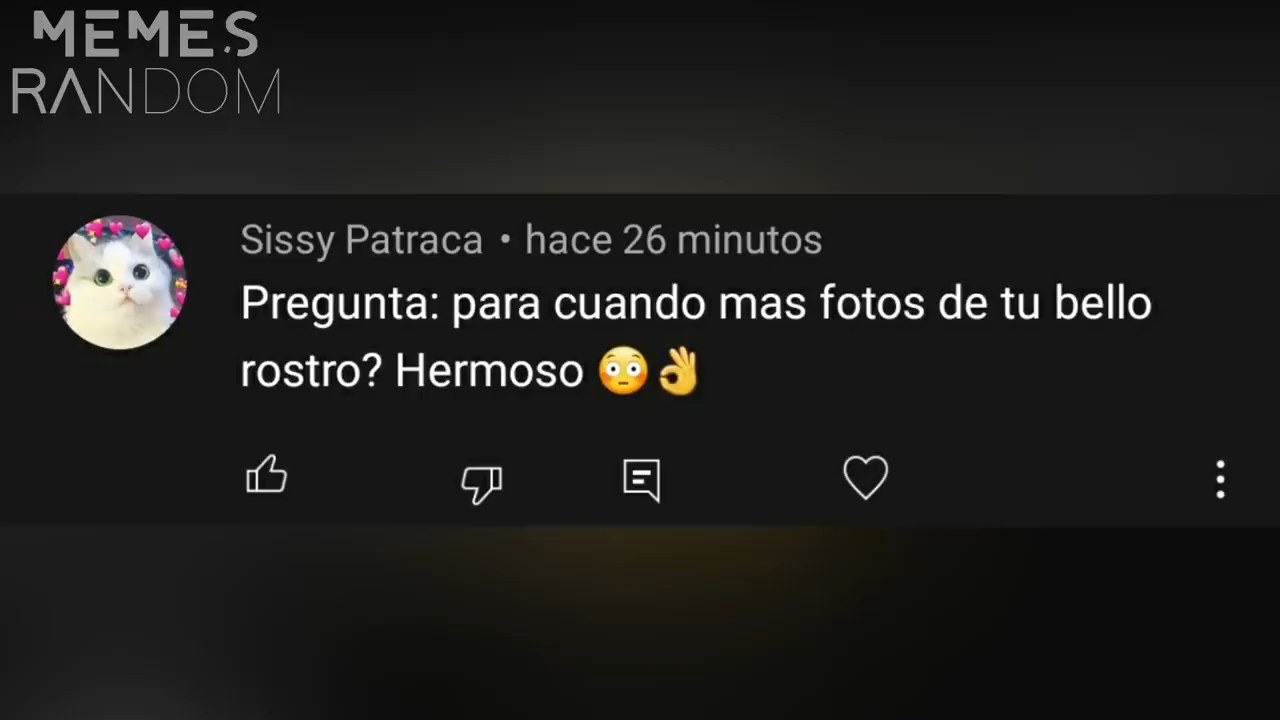 MEMES
RANDOM
Sissy Patraca • hace 26 minutos
Pregunta: para cuando mas fotos de tu bello
rostro? Hermoso 😳👌